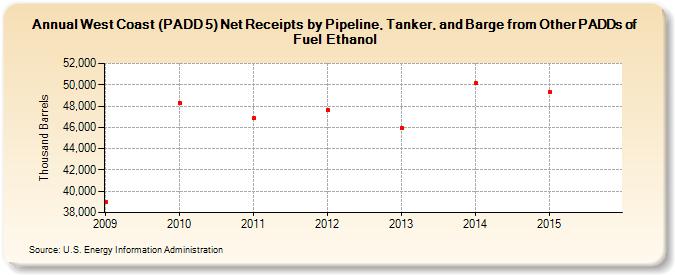 Annual West Coast (PADD 5) Net Receipts by Pipeline, Tanker, and Barge from Other PADDs of
Fuel Ethanol
Thousand Barrels
52,000
50,000
48,000
46,000
44,000
42,000
40,000
38,000
2009 2010 2011 2012 2013 2014 2015
Source: U.S. Energy Information Administration